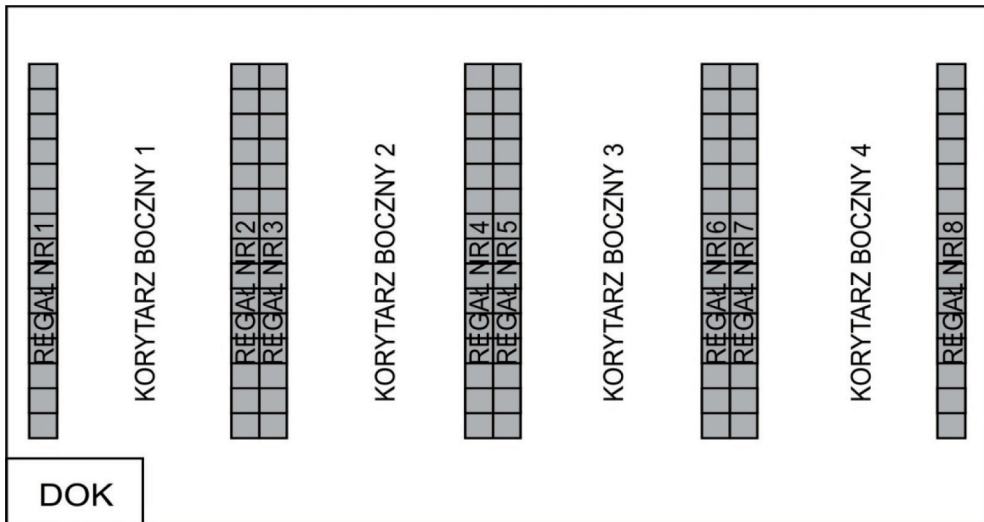 REGAŁ NR 1
KORYTARZ BOCZNY 1
REGAŁ NR 2
REGAŁ NR 3
KORYTARZ BOCZNY 2
REGAŁ NR 4
REGAŁ NR 5
KORYTARZ BOCZNY 3
REGAŁ NR 6
REGAŁ NR 7
KORYTARZ BOCZNY 4
REGAŁ NR 8
DOK